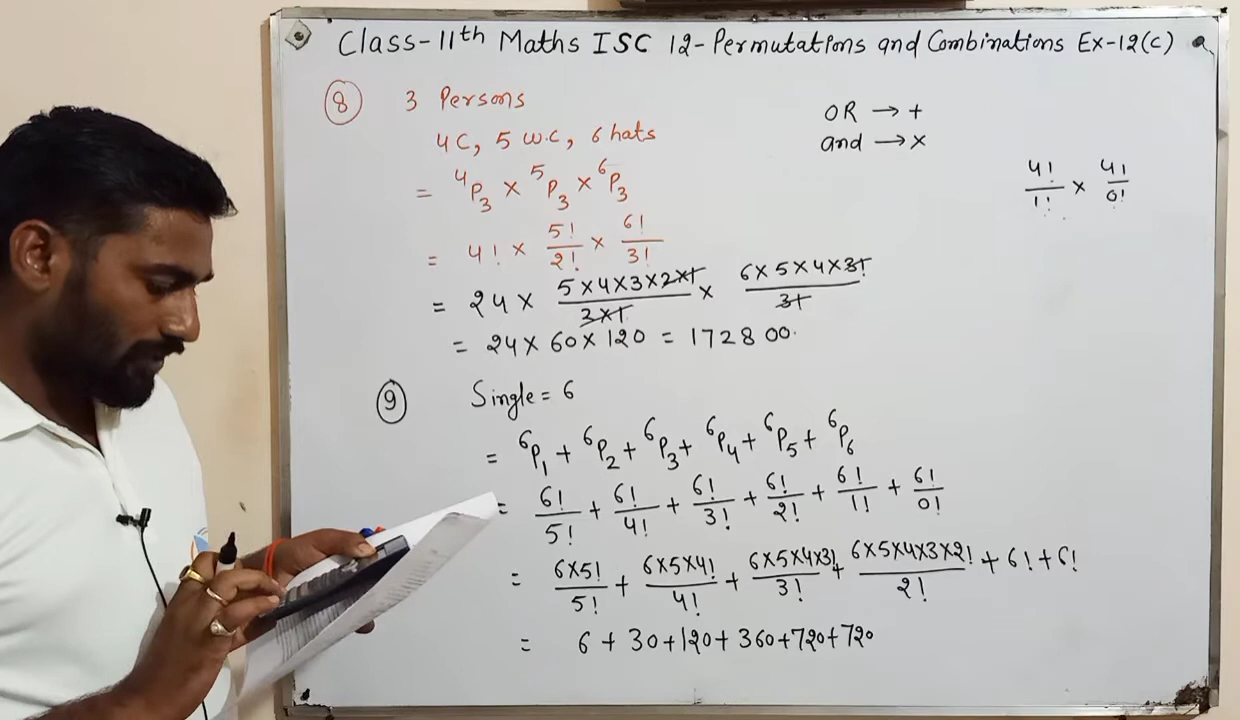 Class-11th Maths ISC 12-Permutations and Combinations Ex-12(c)
⑧ 3 Persons
4C, 5 W.C, 6 hats
= ⁴P₃ × ⁵P₃ × ⁶P₃
= 4! × 5!/2! × 6!/3!
= 24 × 5×4×3×2×1/2×1 × 6×5×4×3!/3!
= 24 × 60 × 120 = 172800.
OR → +
and → ×
4!/1! × 4!/0!
⑨ Single = 6
= ⁶P₁ + ⁶P₂ + ⁶P₃ + ⁶P₄ + ⁶P₅ + ⁶P₆
= 6!/5! + 6!/4! + 6!/3! + 6!/2! + 6!/1! + 6!/0!
= 6×5!/5! + 6×5×4!/4! + 6×5×4×3!/3! + 6×5×4×3×2!/2! + 6! + 6!
= 6 + 30 + 120 + 360 + 720 + 720